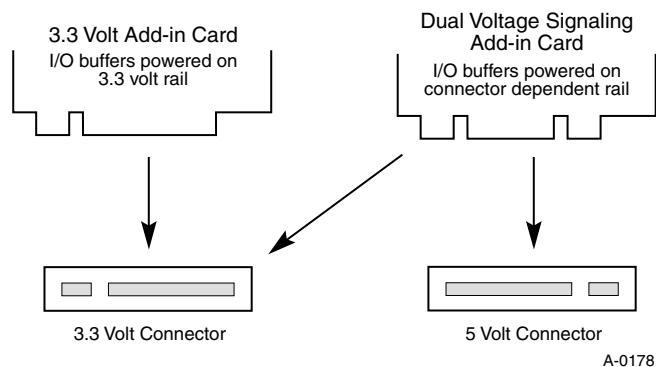 3.3 Volt Add-in Card
I/O buffers powered on
3.3 volt rail
Dual Voltage Signaling
Add-in Card
I/O buffers powered on
connector dependent rail
3.3 Volt Connector
5 Volt Connector
A-0178